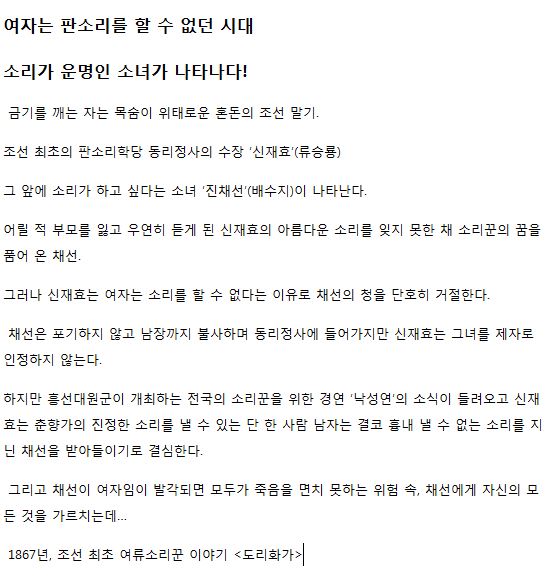 여자는 판소리를 할 수 없던 시대
소리가 운명인 소녀가 나타나다!
금기를 깨는 자는 목숨이 위태로운 혼돈의 조선 말기.
조선 최초의 판소리학당 동리정사의 수장 '신재효'(류승룡)
그 앞에 소리가 하고 싶다는 소녀 '진채선'(배수지)이 나타난다.
어릴 적 부모를 잃고 우연히 듣게 된 신재효의 아름다운 소리를 잊지 못한 채 소리꾼의 꿈을
품어 온 채선.
그러나 신재효는 여자는 소리를 할 수 없다는 이유로 채선의 청을 단호히 거절한다.
채선은 포기하지 않고 남장까지 불사하며 동리정사에 들어가지만 신재효는 그녀를 제자로
인정하지 않는다.
하지만 흥선대원군이 개최하는 전국의 소리꾼을 위한 경연 '낙성연'의 소식이 들려오고 신재
효는 춘향가의 진정한 소리를 낼 수 있는 단 한 사람 남자는 결코 흉내 낼 수 없는 소리를 지
닌 채선을 받아들이기로 결심한다.
그리고 채선이 여자임이 발각되면 모두가 죽음을 면치 못하는 위험 속, 채선에게 자신의 모
든 것을 가르치는데...
1867년, 조선 최초 여류소리꾼 이야기 <도리화가>